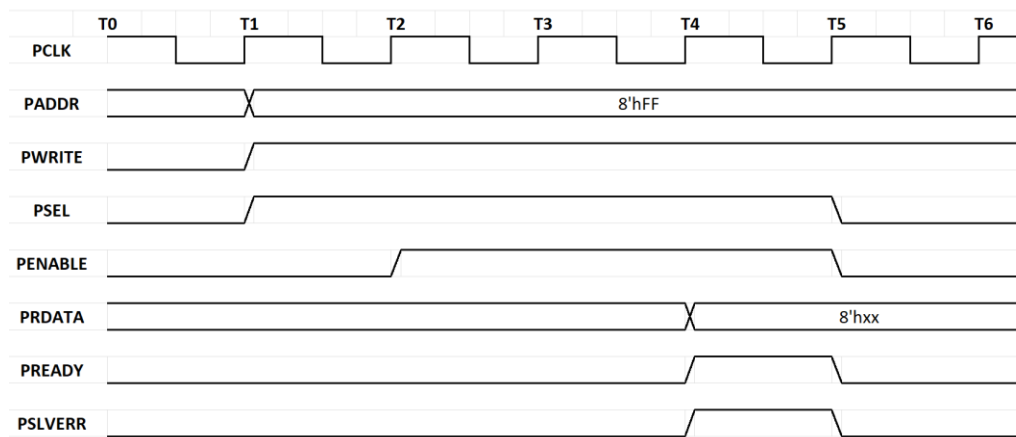 T0 T1 T2 T3 T4 T5 T6
PCLK
PADDR 8'hFF
PWRITE
PSEL
PENABLE
PRDATA 8'hxx
PREADY
PSLVERR